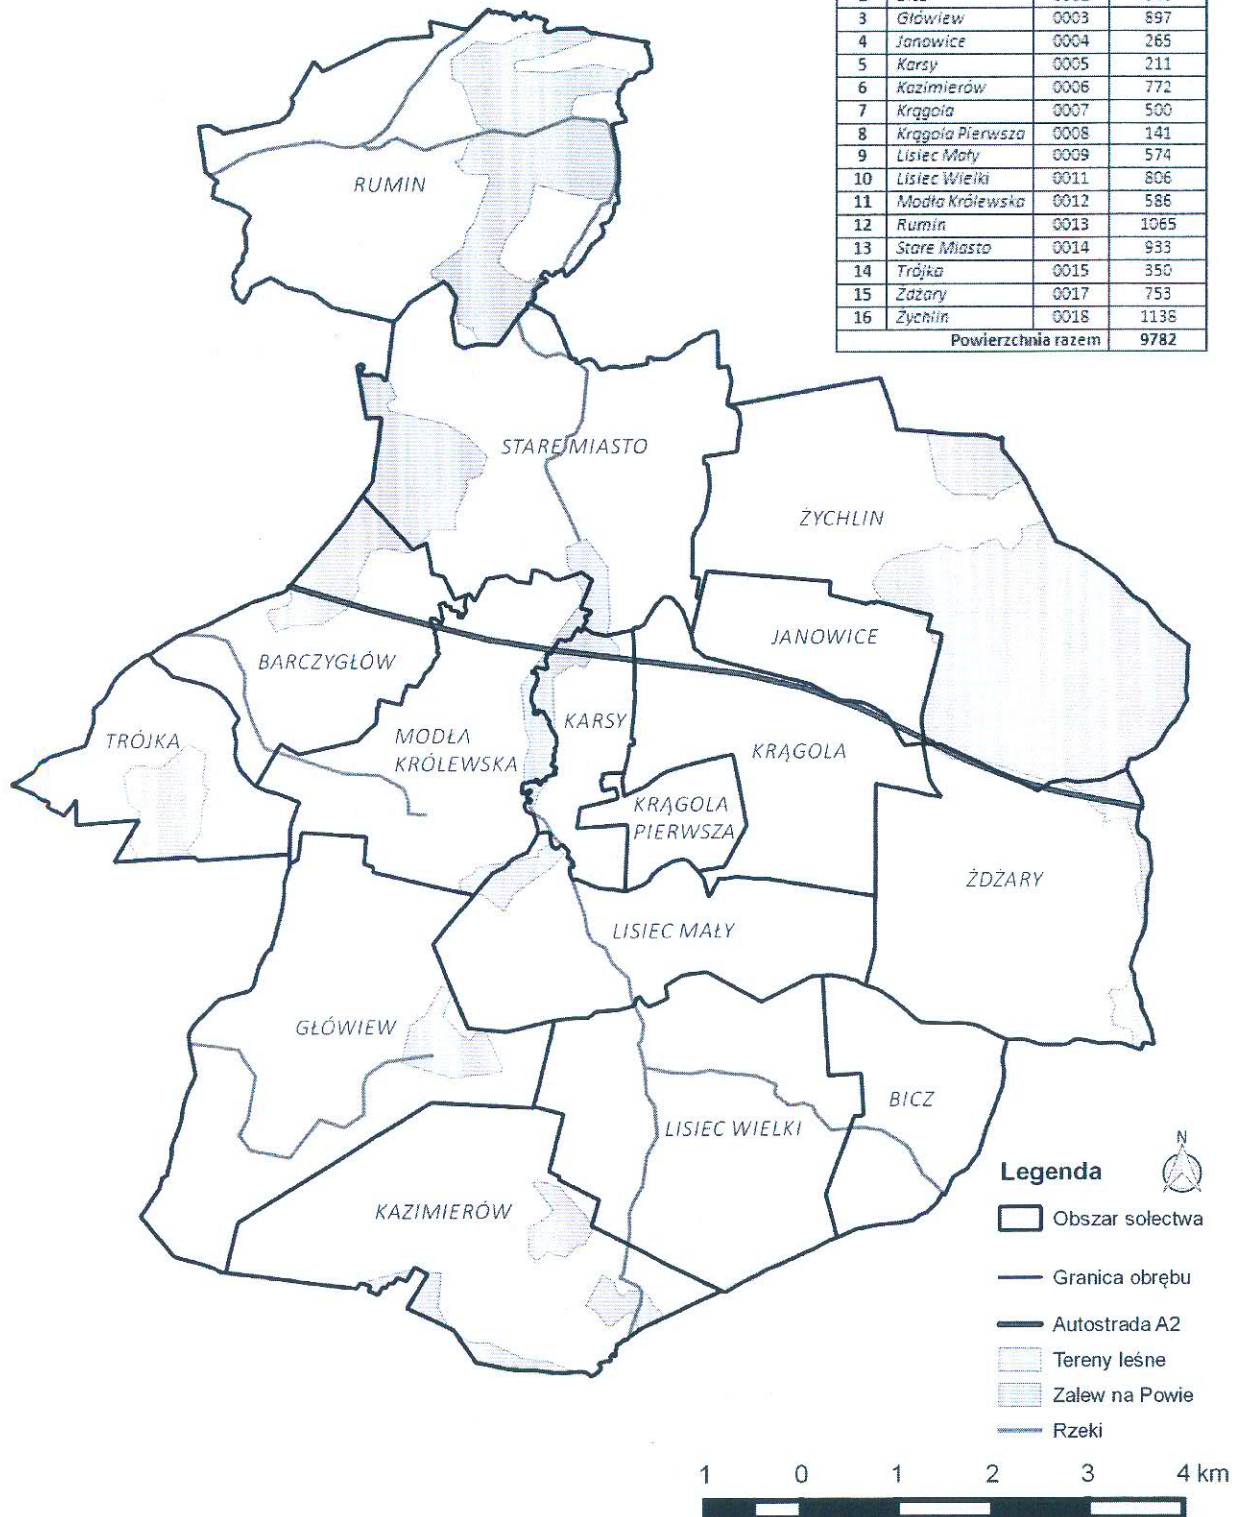 3 Główiew 0003 897
4 Janowice 0004 265
5 Karsy 0005 211
6 Kazimierów 0006 772
7 Krągola 0007 500
8 Krągola Pierwsza 0008 141
9 Lisiec Mały 0009 574
10 Lisiec Wielki 0011 806
11 Modła Królewska 0012 586
12 Rumin 0013 1065
13 Stare Miasto 0014 933
14 Trójka 0015 350
15 Żdżary 0017 753
16 Żychlin 0018 1138
Powierzchnia razem 9782
RUMIN
STARE MIASTO
ŻYCHLIN
JANOWICE
BARCZYGŁÓW
KARSY
TRÓJKA
MODŁA
KRÓLEWSKA
KRĄGOLA
KRĄGOLA
PIERWSZA
ŻDŻARY
LISIEC MAŁY
GŁÓWIEW
BICZ
LISIEC WIELKI
KAZIMIERÓW
N
Legenda
Obszar sołectwa
Granica obrębu
Autostrada A2
Tereny leśne
Zalew na Powie
Rzeki
1 0 1 2 3 4 km